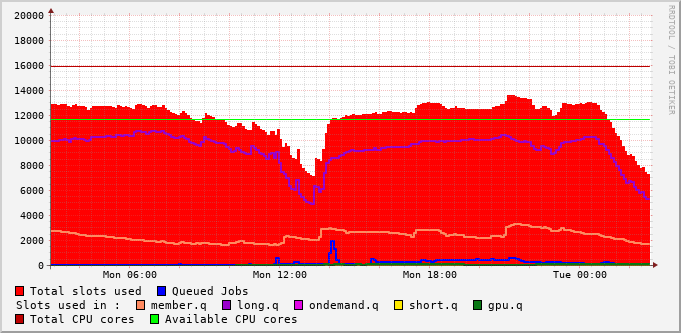 RRDTOOL / TOBI OETIKER
20000
18000
16000
14000
12000
10000
8000
6000
4000
2000
0
Mon 06:00 Mon 12:00 Mon 18:00 Tue 00:00
Total slots used Queued Jobs
Slots used in : member.q long.q ondemand.q short.q gpu.q
Total CPU cores Available CPU cores